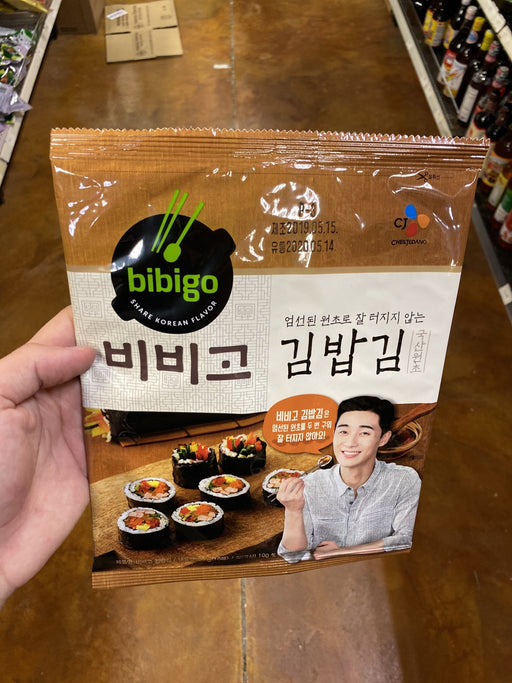 제조2019.05.15.
유통2020.05.14
CJ
CHEILJEDANG
bibigo
SHARE KOREAN FLAVOR
엄선된 원초로 잘 터지지 않는
비비고 김밥김
국산원초
비비고 김밥김은
엄선된 원초를 두 번 구워
잘 터지지 않아요!